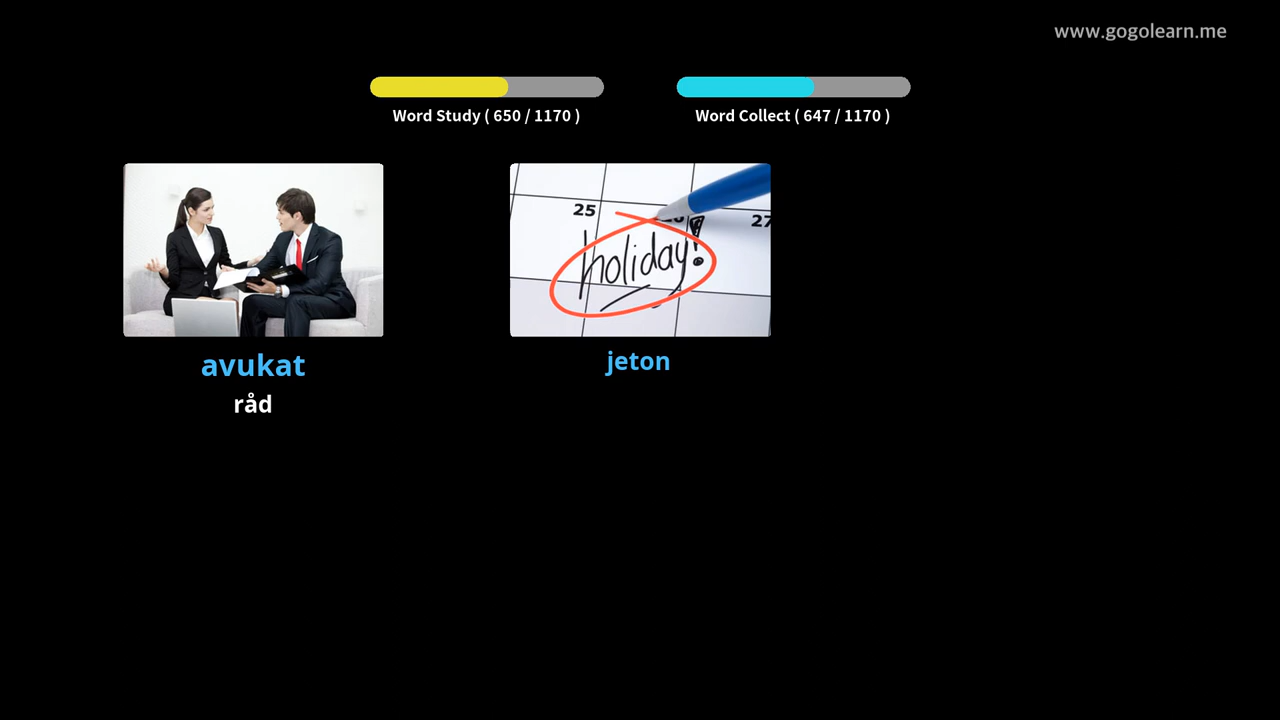 www.gogolearn.me
Word Study ( 650 / 1170 )
Word Collect ( 647 / 1170 )
25
27
holiday!
avukat
jeton
råd